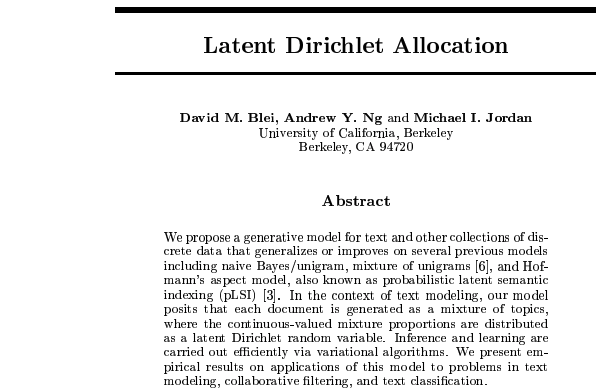 Latent Dirichlet Allocation
David M. Blei, Andrew Y. Ng and Michael I. Jordan
University of California, Berkeley
Berkeley, CA 94720
Abstract
We propose a generative model for text and other collections of dis-
crete data that generalizes or improves on several previous models
including naive Bayes/unigram, mixture of unigrams [6], and Hof-
mann's aspect model, also known as probabilistic latent semantic
indexing (pLSI) [3]. In the context of text modeling, our model
posits that each document is generated as a mixture of topics,
where the continuous-valued mixture proportions are distributed
as a latent Dirichlet random variable. Inference and learning are
carried out efficiently via variational algorithms. We present em-
pirical results on applications of this model to problems in text
modeling, collaborative filtering, and text classification.